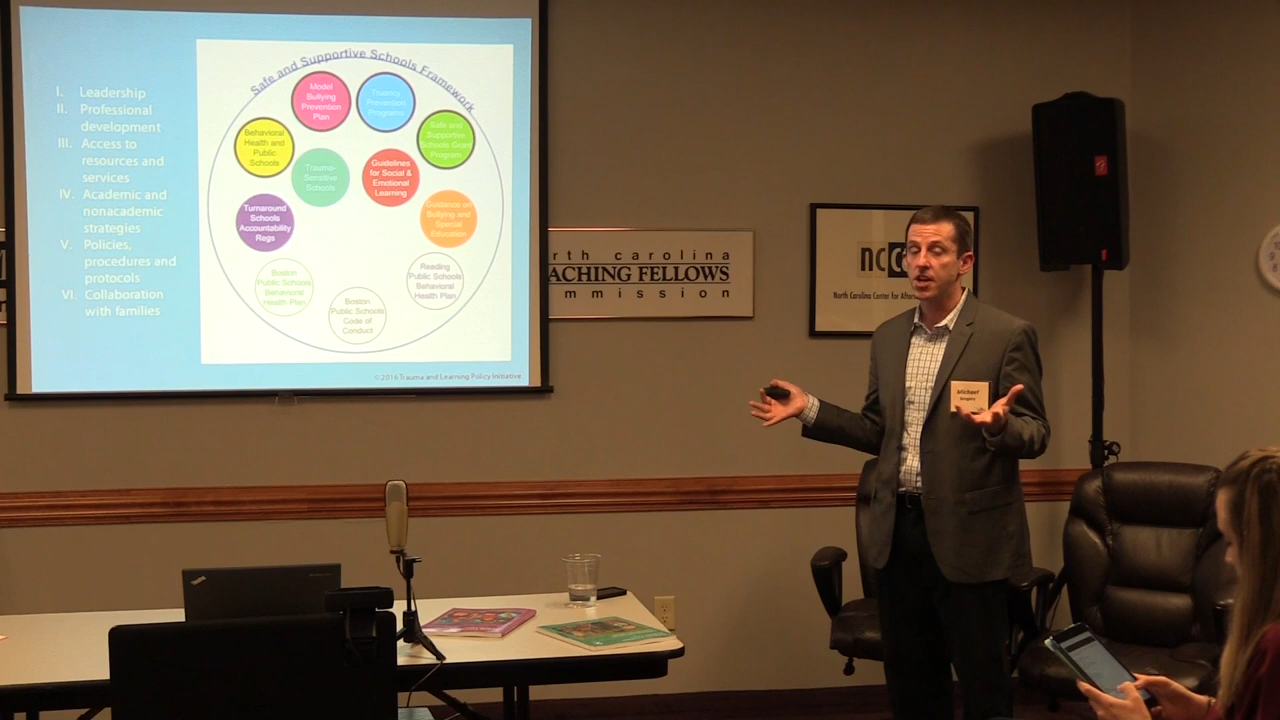 Safe and Supportive Schools Framework
I. Leadership
II. Professional
development
III. Access to
resources and
services
IV. Academic and
nonacademic
strategies
V. Policies,
procedures and
protocols
VI. Collaboration
with families
Model
Bullying
Prevention
Plan
Truancy
Prevention
Programs
Behavioral
Health and
Public
Schools
Safe and
Supportive
Schools Grant
Program
Trauma-
Sensitive
Schools
Guidelines
for Social &
Emotional
Learning
Turnaround
Schools
Accountability
Regs
Guidance on
Bullying and
Special
Education
Boston
Public Schools
Behavioral
Health Plan
Reading
Public Schools
Behavioral
Health Plan
Boston
Public Schools
Code of
Conduct
© 2016 Trauma and Learning Policy Initiative
rth carolina
ACHING FELLOWS
mmission
ncc
North Carolina Center for After
Michael
Gregory